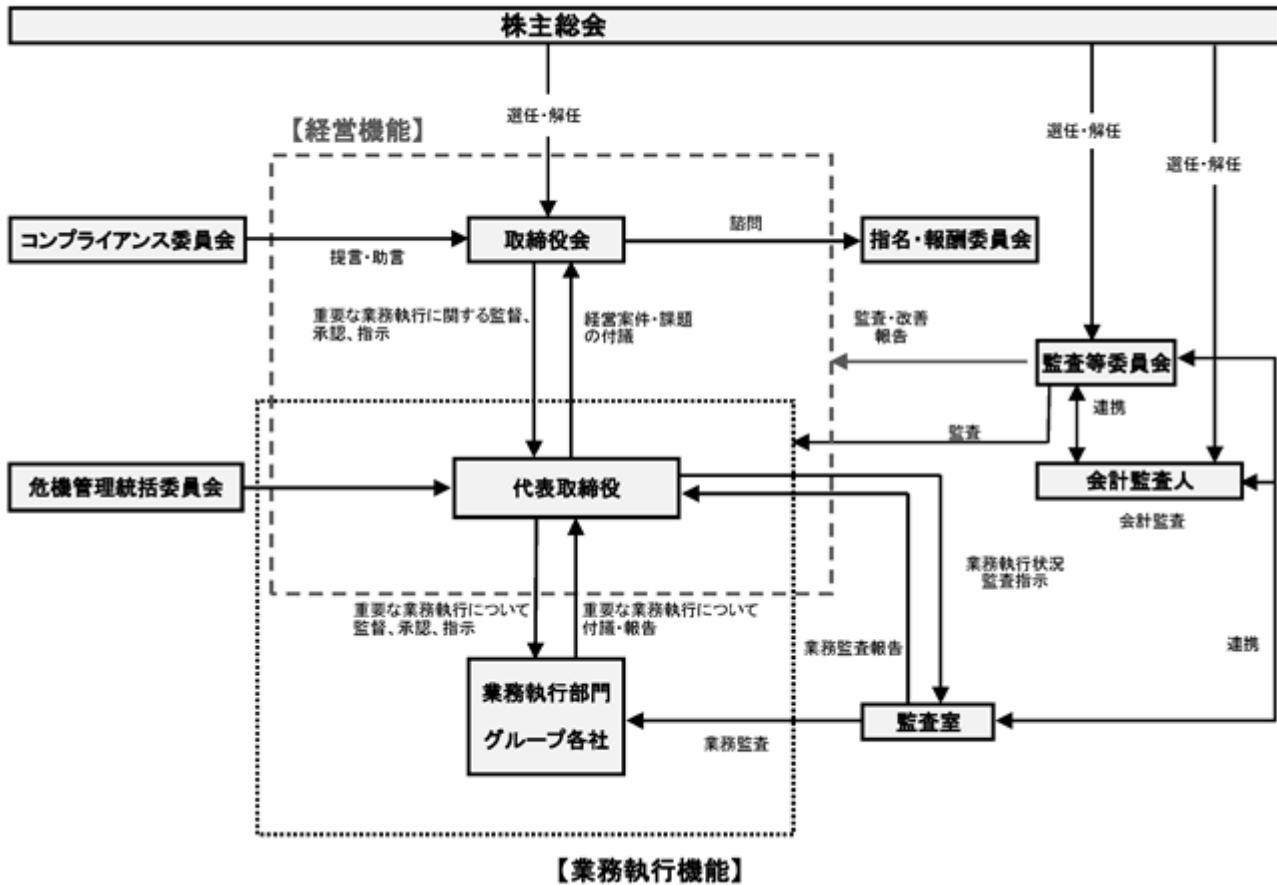 株主総会
選任・解任
選任・解任
選任・解任
【経営機能】
コンプライアンス委員会
提言・助言
取締役会
諮問
指名・報酬委員会
重要な業務執行に関する監督、
承認、指示
経営案件・課題
の付議
監査・改善
報告
監査等委員会
連携
監査
危機管理統括委員会
代表取締役
会計監査人
会計監査
業務執行状況
監査指示
重要な業務執行について
監督、承認、指示
重要な業務執行について
付議・報告
業務監査報告
連携
業務執行部門
グループ各社
業務監査
監査室
【業務執行機能】